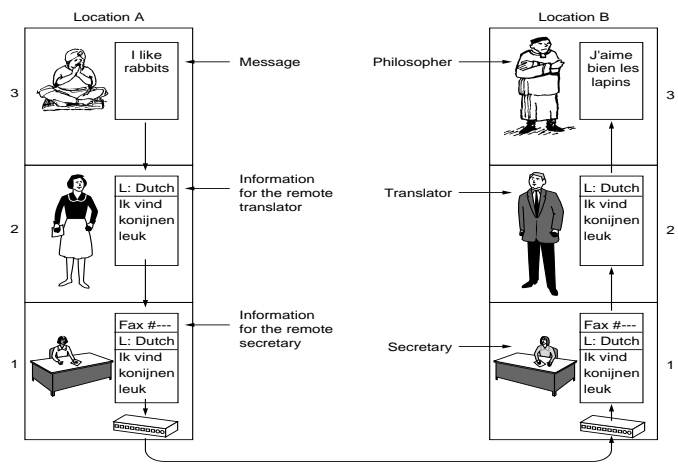 Location A
Location B
3
I like
rabbits
Message
Philosopher
J'aime
bien les
lapins
3
2
L: Dutch
Ik vind
konijnen
leuk
Information
for the remote
translator
Translator
L: Dutch
Ik vind
konijnen
leuk
2
1
Fax #---
L: Dutch
Ik vind
konijnen
leuk
Information
for the remote
secretary
Secretary
Fax #---
L: Dutch
Ik vind
konijnen
leuk
1